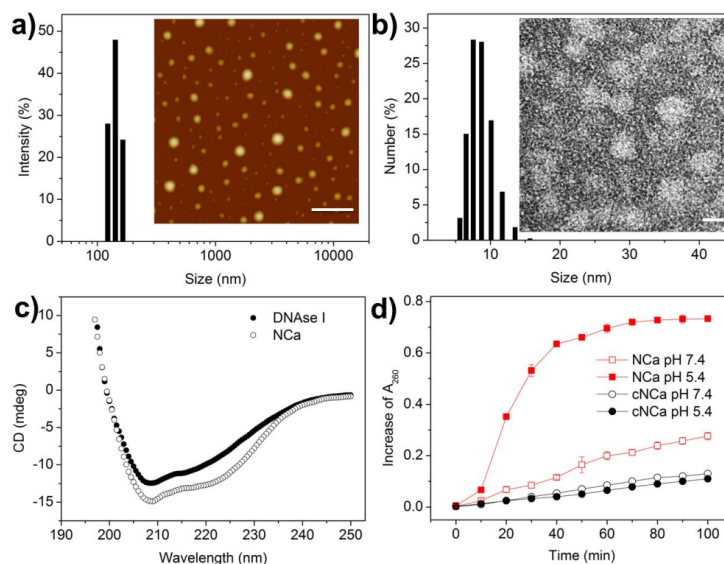 a)
Intensity (%)
50
40
30
20
10
0
100
1000
10000
Size (nm)
b)
Number (%)
30
25
20
15
10
5
0
10
20
30
40
Size (nm)
c)
CD (mdeg)
10
5
0
-5
-10
-15
DNAse I
NCa
190 200 210 220 230 240 250
Wavelength (nm)
d)
Increase of A260
0.8
0.6
0.4
0.2
0.0
NCa pH 7.4
NCa pH 5.4
cNCa pH 7.4
cNCa pH 5.4
0 20 40 60 80 100
Time (min)